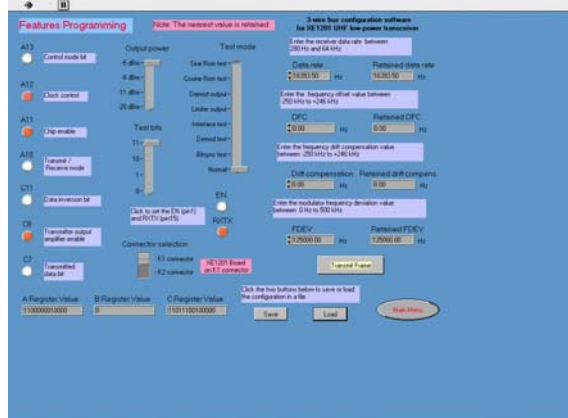 Features Programming
Note: The nearest value is retained
3-wire bus configuration software
for XE1201 UHF low-power transceiver
A13
Control mode bit
A12
Clock control
A11
Chip enable
A10
Transmit /
Receive mode
C11
Data inversion bit
C8
Transmitter output
amplifier enable
C7
Transmitted
data bit
Output power
-5 dBm
-11 dBm
-20 dBm
Test mode
Sine Rom test
Cosine Rom test
Demod output
Limiter output
Interface test
Demod test
Bitsync test
Normal
Test bits
11
10
1
0
EN
RXTX
Click to set the EN (pin1)
and RXTX (pin15)
Connector selection
K1 connector
K2 connector
XE1201 Board
on K1 connector
Enter the receiver data rate between
280 Hz and 64 kHz
Data rate
Retained data rate
16393.50 Hz
16393.50 Hz
Enter the frequency offset value between
-250 kHz to +246 kHz
DFC
Retained DFC
0.00 Hz
0.00 Hz
Enter the frequency drift compensation value
between -250 kHz to +246 kHz
Drift compensation
Retained drift compens.
0.00 Hz
0.00 Hz
Enter the modulator frequency deviation value
between 0 Hz to 500 kHz
FDEV
Retained FDEV
125000.00 Hz
125000.00 Hz
Transmit Frame
A Register Value
B Register Value
C Register Value
0
Click the two buttons below to save or load
the configuration in a file
Save
Load
Main Menu